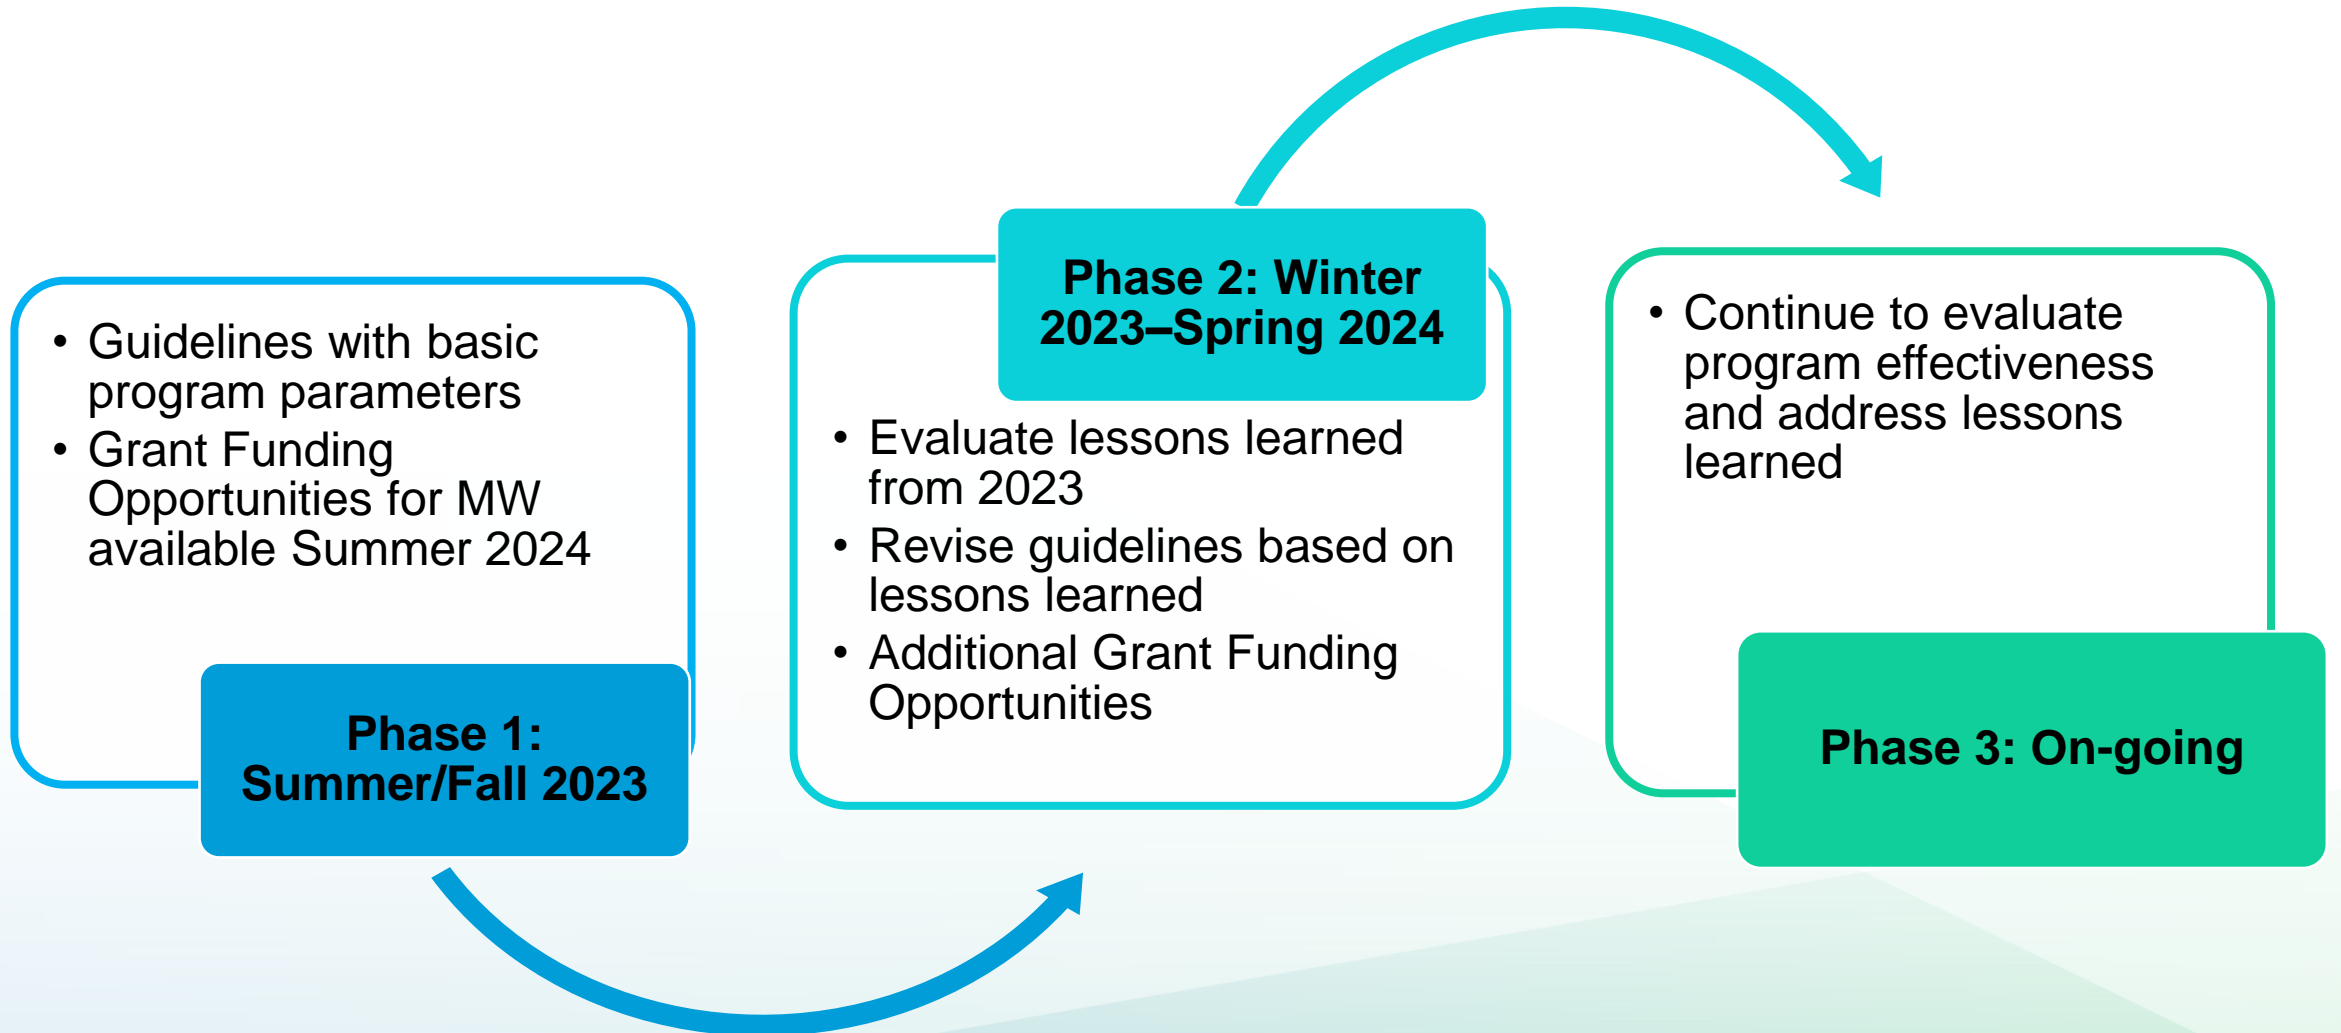 • Guidelines with basic
program parameters
• Grant Funding
Opportunities for MW
available Summer 2024
Phase 1:
Summer/Fall 2023
Phase 2: Winter
2023–Spring 2024
• Evaluate lessons learned
from 2023
• Revise guidelines based on
lessons learned
• Additional Grant Funding
Opportunities
• Continue to evaluate
program effectiveness
and address lessons
learned
Phase 3: On-going